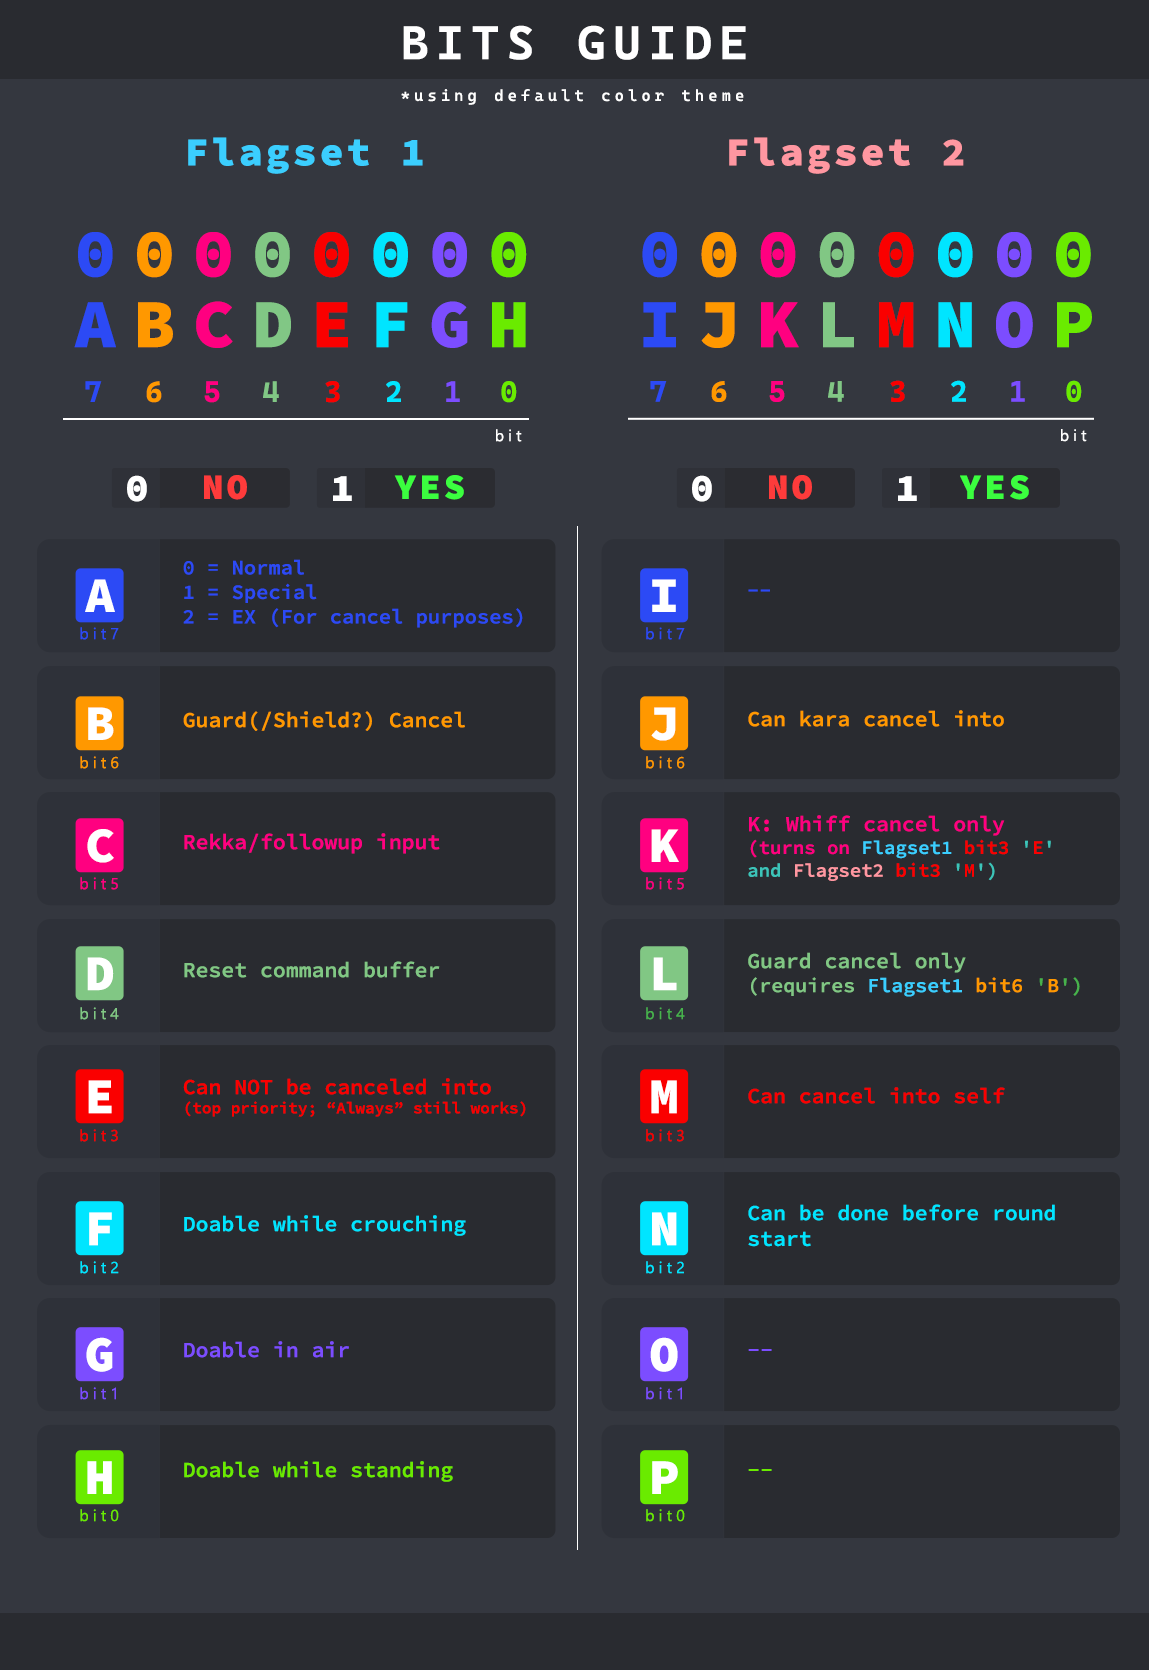 BITS GUIDE
*using default color theme
Flagset 1
0 0 0 0 0 0 0 0
A B C D E F G H
7 6 5 4 3 2 1 0
bit
0 NO 1 YES
A
bit7
0 = Normal
1 = Special
2 = EX (For cancel purposes)
B
bit6
Guard(/Shield?) Cancel
C
bit5
Rekka/followup input
D
bit4
Reset command buffer
E
bit3
Can NOT be canceled into
(top priority; “Always” still works)
F
bit2
Doable while crouching
G
bit1
Doable in air
H
bit0
Doable while standing
Flagset 2
0 0 0 0 0 0 0 0
I J K L M N O P
7 6 5 4 3 2 1 0
bit
0 NO 1 YES
I
bit7
--
J
bit6
Can kara cancel into
K
bit5
K: Whiff cancel only
(turns on Flagset1 bit3 'E'
and Flagset2 bit3 'M')
L
bit4
Guard cancel only
(requires Flagset1 bit6 'B')
M
bit3
Can cancel into self
N
bit2
Can be done before round
start
O
bit1
--
P
bit0
--